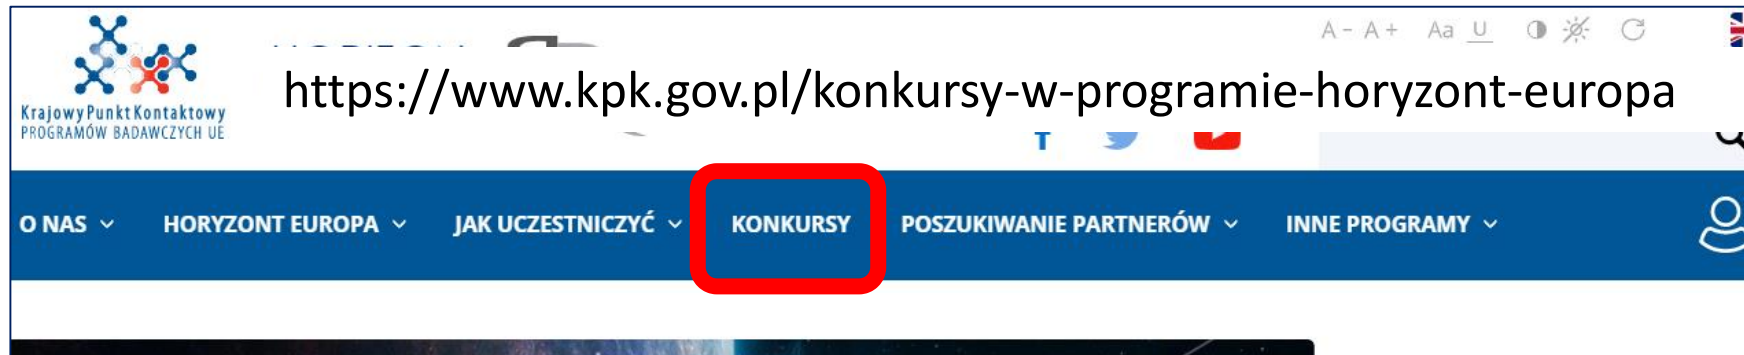 A - A + Aa U
https://www.kpk.gov.pl/konkursy-w-programie-horyzont-europa
Krajowy Punkt Kontaktowy
PROGRAMÓW BADAWCZYCH UE
O NAS HORYZONT EUROPA JAK UCZESTNICZYĆ KONKURSY POSZUKIWANIE PARTNERÓW INNE PROGRAMY